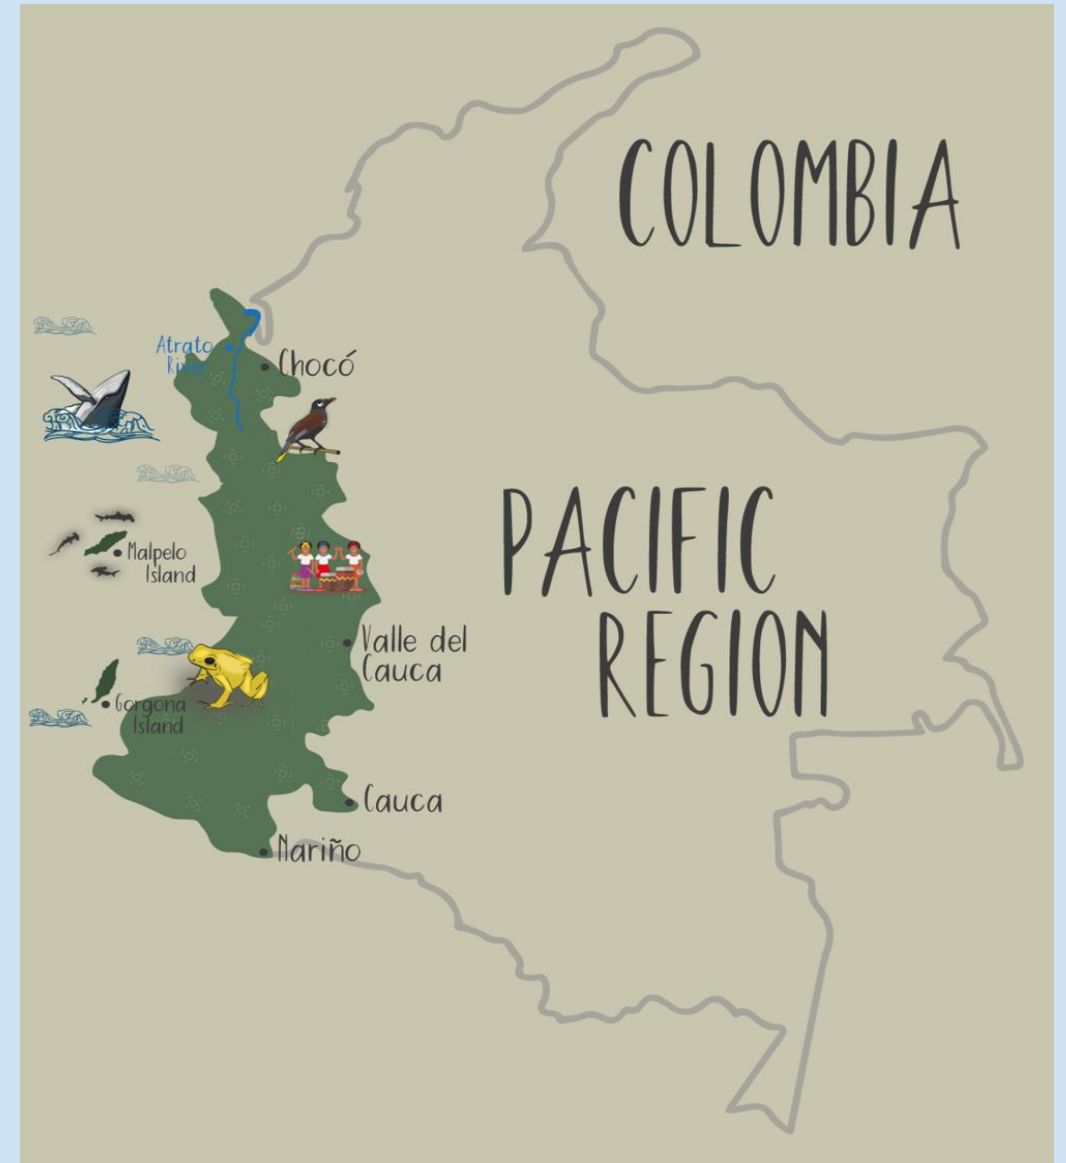 COLOMBIA
Atrato
River
Chocó
PACIFIC
REGION
Malpelo
Island
Valle del
Cauca
Gorgona
Island
Cauca
Nariño